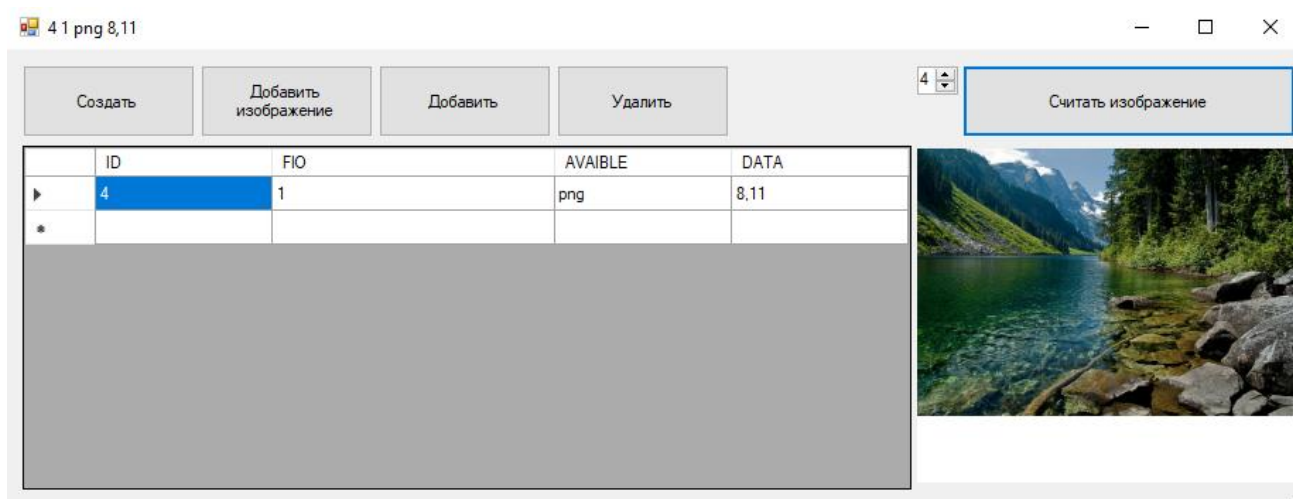 4 1 png 8,11
Создать
Добавить
изображение
Добавить
Удалить
4
Считать изображение
ID FIO AVAIBLE DATA
4 1 png 8,11